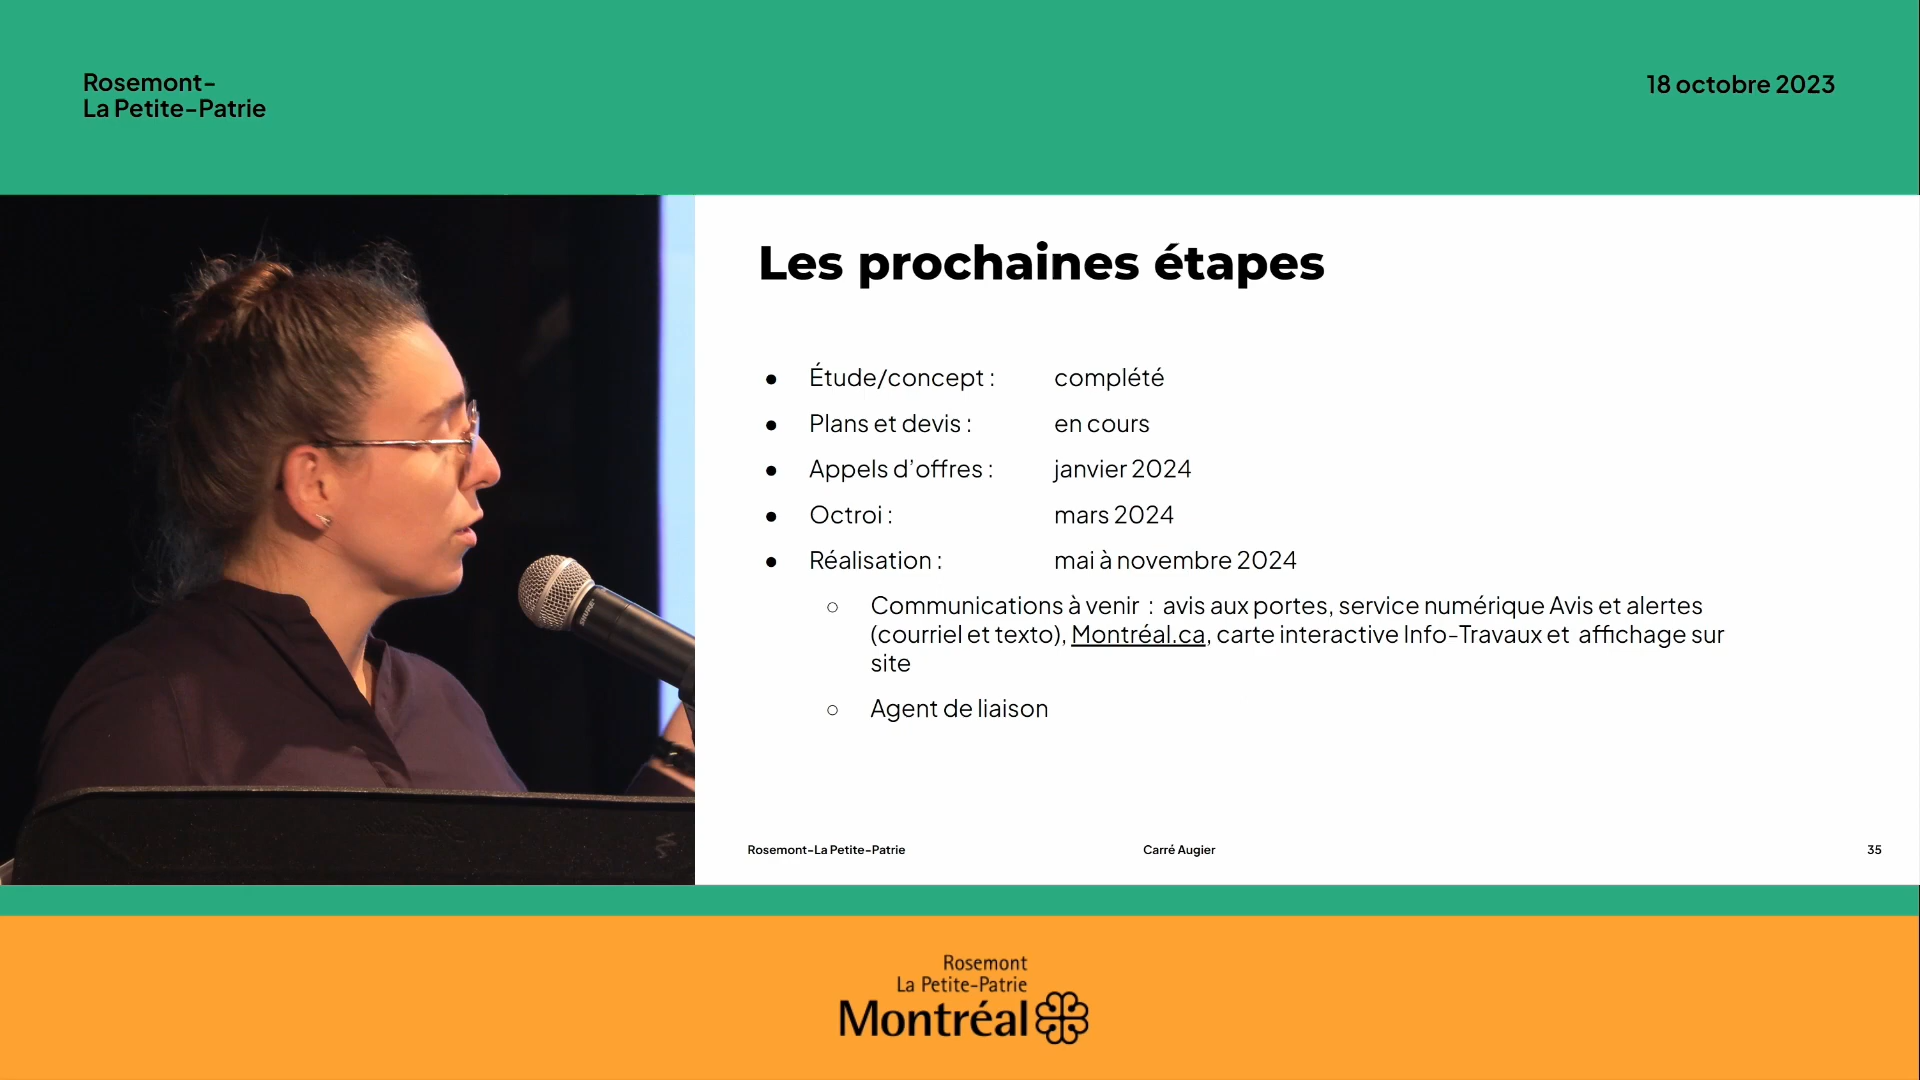 Rosemont-
La Petite-Patrie
18 octobre 2023
Les prochaines étapes
● Étude/concept : complété
● Plans et devis : en cours
● Appels d’offres : janvier 2024
● Octroi : mars 2024
● Réalisation : mai à novembre 2024
○ Communications à venir : avis aux portes, service numérique Avis et alertes
(courriel et texto), Montréal.ca, carte interactive Info-Travaux et affichage sur
site
○ Agent de liaison
Rosemont-La Petite-Patrie
Carré Augier
35
SHURE
Rosemont
La Petite-Patrie
Montréal